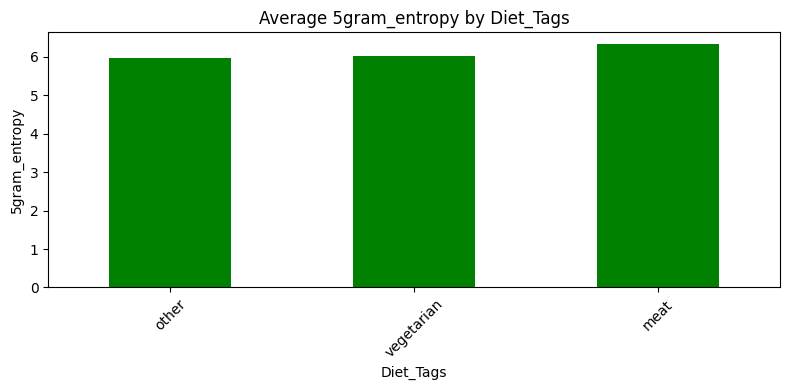 Average 5gram_entropy by Diet_Tags
5gram_entropy
6
5
4
3
2
1
0
other
vegetarian
meat
Diet_Tags